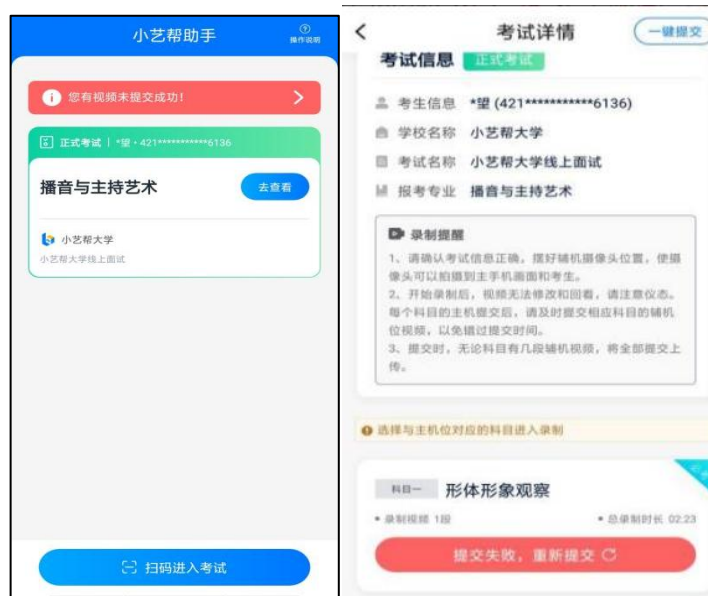 小艺帮助手
操作说明
您有视频未提交成功!
正式考试 | *望・421***********6136
播音与主持艺术
去查看
小艺帮大学
小艺帮大学线上面试
扫码进入考试
考试详情
一键提交
考试信息
正式考试
考生信息 *望 (421***********6136)
学校名称 小艺帮大学
考试名称 小艺帮大学线上面试
报考专业 播音与主持艺术
录制提醒
1、请确认考试信息正确,摆好辅机摄像头位置,使摄
像头可以拍摄到主手机画面和考生。
2、开始录制后,视频无法修改和回看,请注意仪态。
每个科目的主机提交后,请及时提交相应科目的辅机
位视频,以免错过提交时间。
3、提交时,无论科目有几段辅机视频,将全部提交上
传。
选择与主机位对应的科目进入录制
科目一 形体形象观察
• 录制视频 1段 • 总录制时长 02.23
提交失败,重新提交